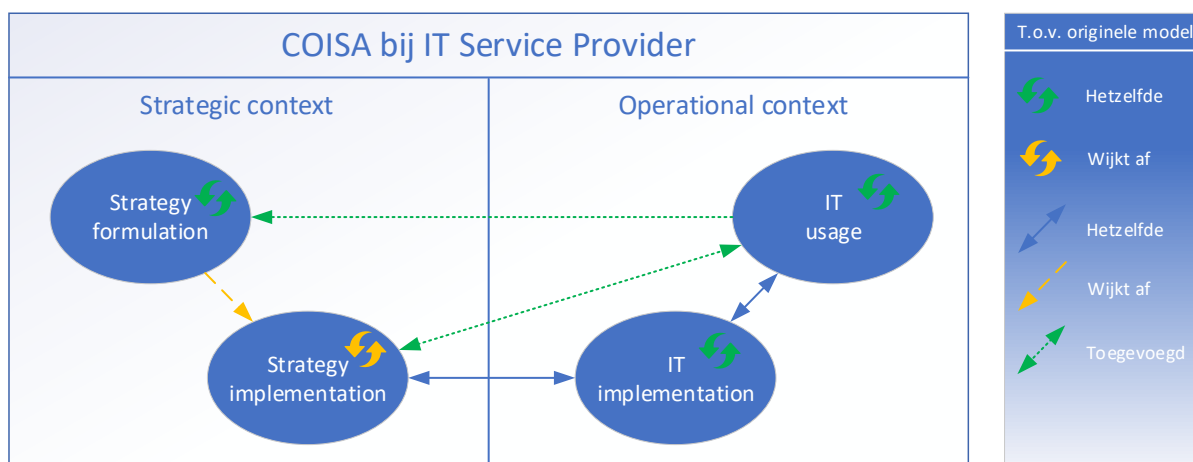 COISA bij IT Service Provider
Strategic context
Operational context
Strategy
formulation
IT
usage
Strategy
implementation
IT
implementation
T.o.v. originele model
Hetzelfde
Wijkt af
Hetzelfde
Wijkt af
Toegevoegd